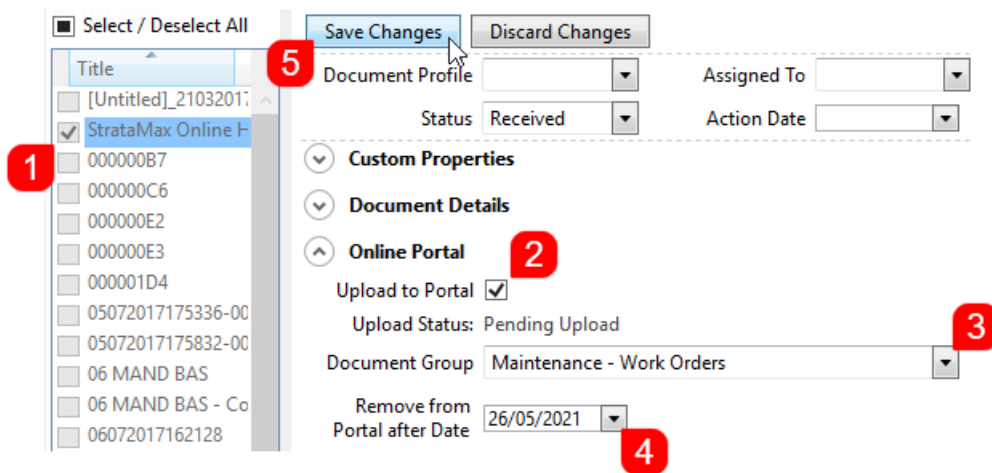 Select / Deselect All
Title
[Untitled]_21032017
StrataMax Online H
000000B7
000000C6
000000E2
000000E3
000001D4
05072017175336-00
05072017175832-00
06 MAND BAS
06 MAND BAS - Co
06072017162128
1
Save Changes
Discard Changes
5
Document Profile
Assigned To
Status Received
Action Date
Custom Properties
Document Details
Online Portal
2
Upload to Portal
Upload Status: Pending Upload
3
Document Group Maintenance - Work Orders
Remove from
Portal after Date
26/05/2021
4